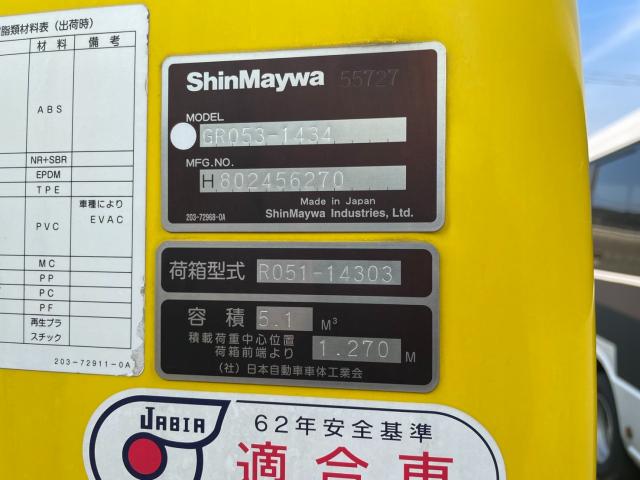 脂類材料表（出荷時）
材料 備考
ABS
NR+SBR
EPDM
TPE
PVC 車種により
EVAC
MC
PP
PC
PF
再生プラ
スチック
203-72911-0A
ShinMaywa 55727
MODEL
GR053-1434
MFG.NO.
H802456270
Made in Japan
203-72968-0A ShinMaywa Industries, Ltd.
荷箱型式 R051-14303
容積 5.1 M³
積載荷重中心位置
荷箱前端より 1.270 M
（社）日本自動車車体工業会
JABIA
62年安全基準
適合車